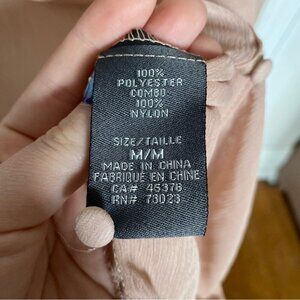 100%
POLYESTER
COMBO
100%
NYLON
SIZE/TAILLE
M/M
MADE IN CHINA
FABRIQUE EN CHINE
CA# 45376
RN# 73023